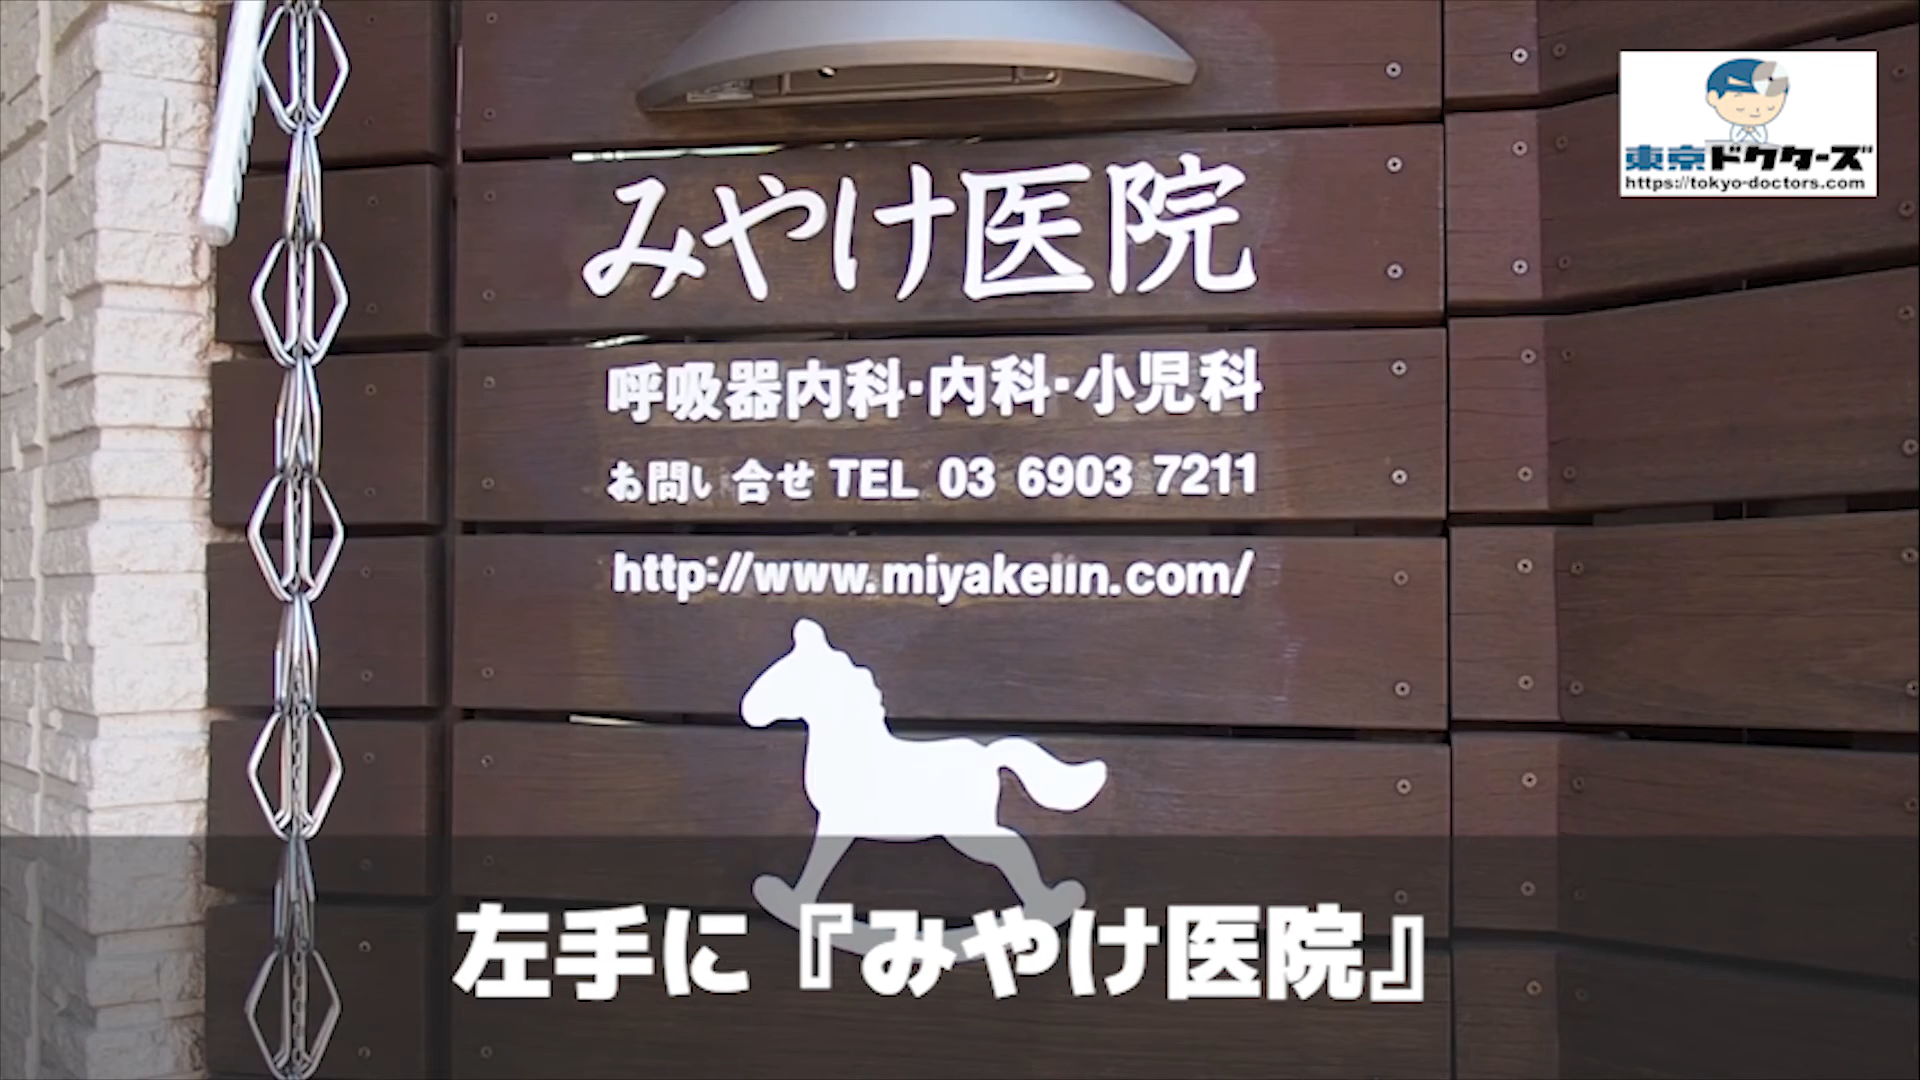 東京ドクターズ
https://tokyo-doctors.com
みやけ医院
呼吸器内科・内科・小児科
お問い合せ TEL 03 6903 7211
http://www.miyakeiin.com/
左手に『みやけ医院』